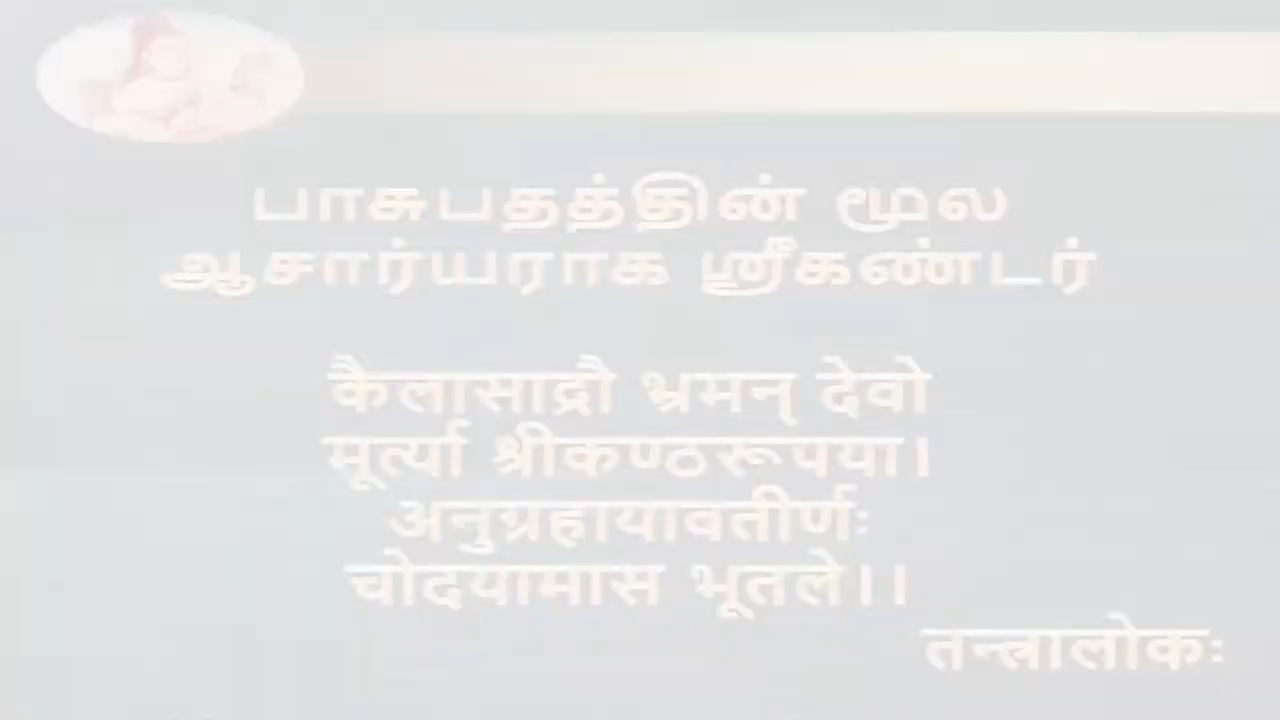 பாசுபதத்தின் மூல
ஆசார்யராக ஸ்ரீகண்டர்
कैलासाद्रौ भ्रमन् देवो
मूर्त्या श्रीकण्ठरूपया।
अनुग्रहायावतीर्णः
चोदयामास भूतले।।
तन्त्रालोकः